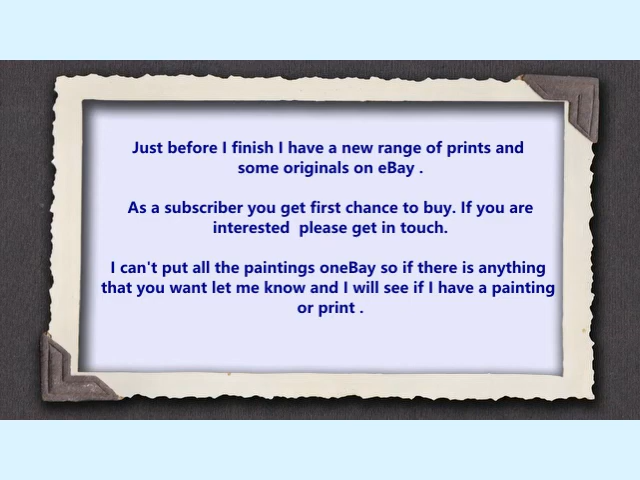 Just before I finish I have a new range of prints and
some originals on eBay .
As a subscriber you get first chance to buy. If you are
interested  please get in touch.
I can't put all the paintings oneBay so if there is anything
that you want let me know and I will see if I have a painting
or print .